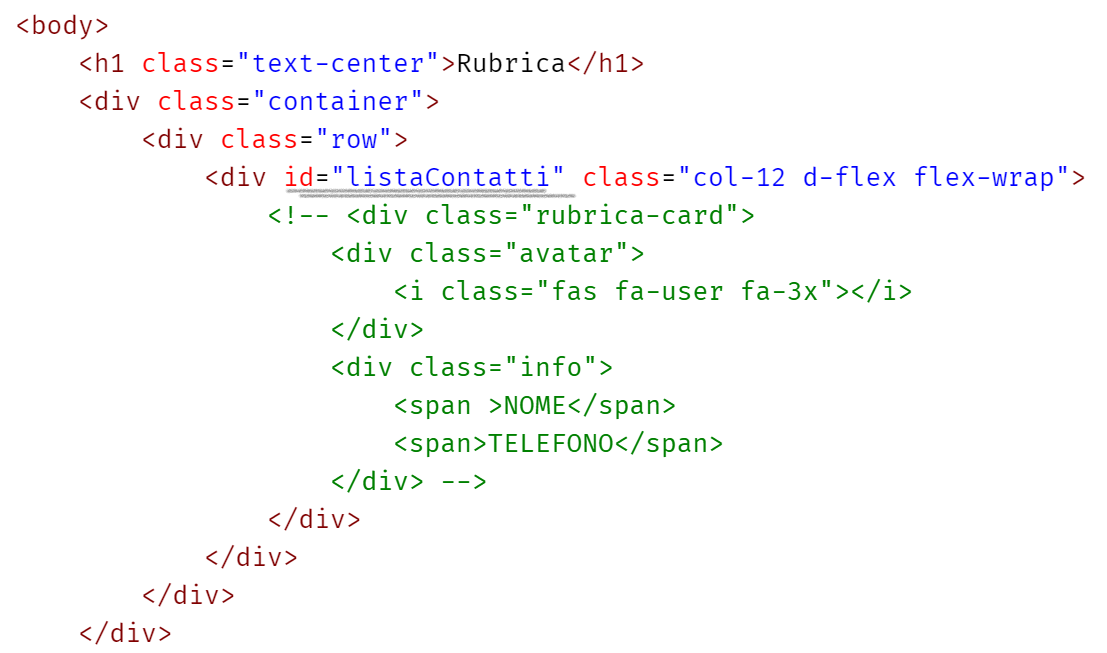 <body>
    <h1 class="text-center">Rubrica</h1>
    <div class="container">
        <div class="row">
            <div id="listaContatti" class="col-12 d-flex flex-wrap">
                <!-- <div class="rubrica-card">
                    <div class="avatar">
                        <i class="fas fa-user fa-3x"></i>
                    </div>
                    <div class="info">
                        <span >NOME</span>
                        <span>TELEFONO</span>
                    </div> -->
                </div>
            </div>
        </div>
    </div>